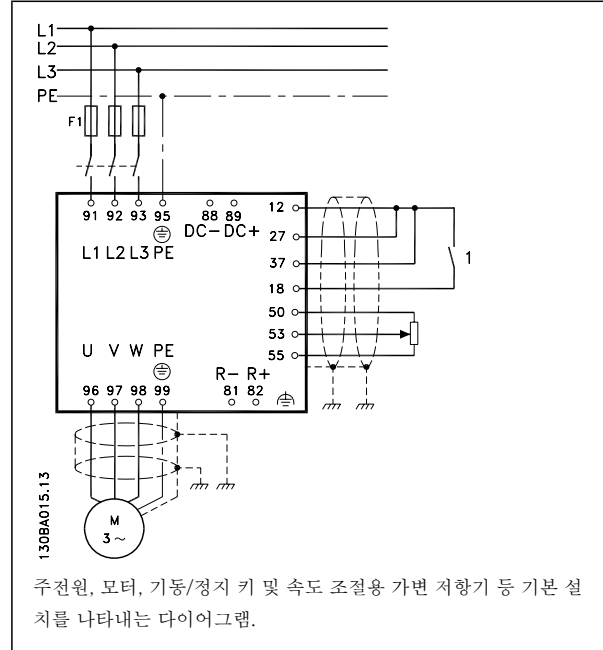 L1
L2
L3
PE
F1
91 92 93 95 88 89 12
DC- DC+
L1 L2 L3 PE
27
37
1
18
50
53
55
U V W PE
R- R+
96 97 98 99 81 82
M
3 ~
130BA015.13
주전원, 모터, 기동/정지 키 및 속도 조절용 가변 저항기 등 기본 설
치를 나타내는 다이어그램.